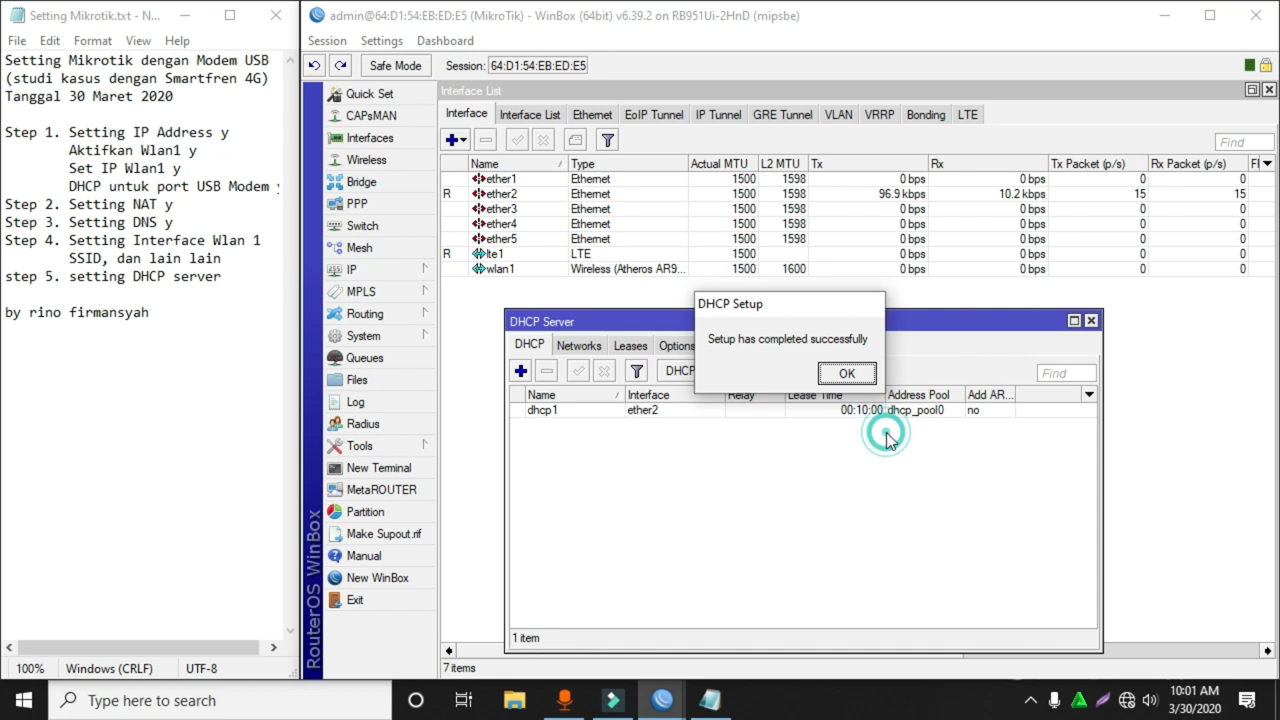 Setting Mikrotik.txt - N...
File Edit Format View Help
Setting Mikrotik dengan Modem USB
(studi kasus dengan Smartfren 4G)
Tanggal 30 Maret 2020
Step 1. Setting IP Address y
Aktifkan Wlan1 y
Set IP Wlan1 y
DHCP untuk port USB Modem
Step 2. Setting NAT y
Step 3. Setting DNS y
Step 4. Setting Interface Wlan 1
SSID, dan lain lain
step 5. setting DHCP server
by rino firmansyah
100% Windows (CRLF) UTF-8
admin@64:D1:54:EB:ED:E5 (MikroTik) - WinBox (64bit) v6.39.2 on RB951Ui-2HnD (mipsbe)
Session Settings Dashboard
Safe Mode Session: 64:D1:54:EB:ED:E5
RouterOS WinBox
Quick Set
CAPsMAN
Interfaces
Wireless
Bridge
PPP
Switch
Mesh
IP
MPLS
Routing
System
Queues
Files
Log
Radius
Tools
New Terminal
MetaROUTER
Partition
Make Supout.rif
Manual
New WinBox
Exit
Interface List
Interface Interface List Ethernet EoIP Tunnel IP Tunnel GRE Tunnel VLAN VRRP Bonding LTE
Find
Name Type Actual MTU L2 MTU Tx Rx Tx Packet (p/s) Rx Packet (p/s) Fl
ether1 Ethernet 1500 1598 0 bps 0 bps 0 0
R ether2 Ethernet 1500 1598 96.9 kbps 10.2 kbps 15 15
ether3 Ethernet 1500 1598 0 bps 0 bps 0 0
ether4 Ethernet 1500 1598 0 bps 0 bps 0 0
ether5 Ethernet 1500 1598 0 bps 0 bps 0 0
R lte1 LTE 1500 0 bps 0 bps 0 0
wlan1 Wireless (Atheros AR9... 1500 1600 0 bps 0 bps 0 0
7 items
DHCP Server
DHCP Networks Leases Options
DHCP
Find
Name Interface Relay Lease Time Address Pool Add AR...
dhcp1 ether2 00:10:00 dhcp_pool0 no
1 item
DHCP Setup
Setup has completed successfully
OK
Type here to search
10:01 AM
3/30/2020